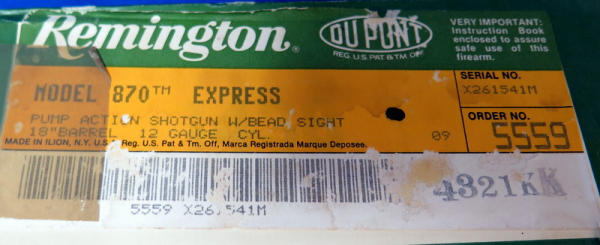 Remington®
DU PONT
REG. U.S. PAT & TM. OFF.
VERY IMPORTANT:
Instruction Book
enclosed to assure
safe use of this
firearm.
MODEL 870™ EXPRESS
PUMP ACTION SHOTGUN W/BEAD SIGHT
18" BARREL 12 GAUGE CYL. 09
MADE IN ILION, N.Y. U.S. Reg. U.S. Pat & Tm. Off, Marca Registrada Marque Deposee.
SERIAL NO.
X261541M
ORDER NO.
5559
5559 X261541M
4321KK